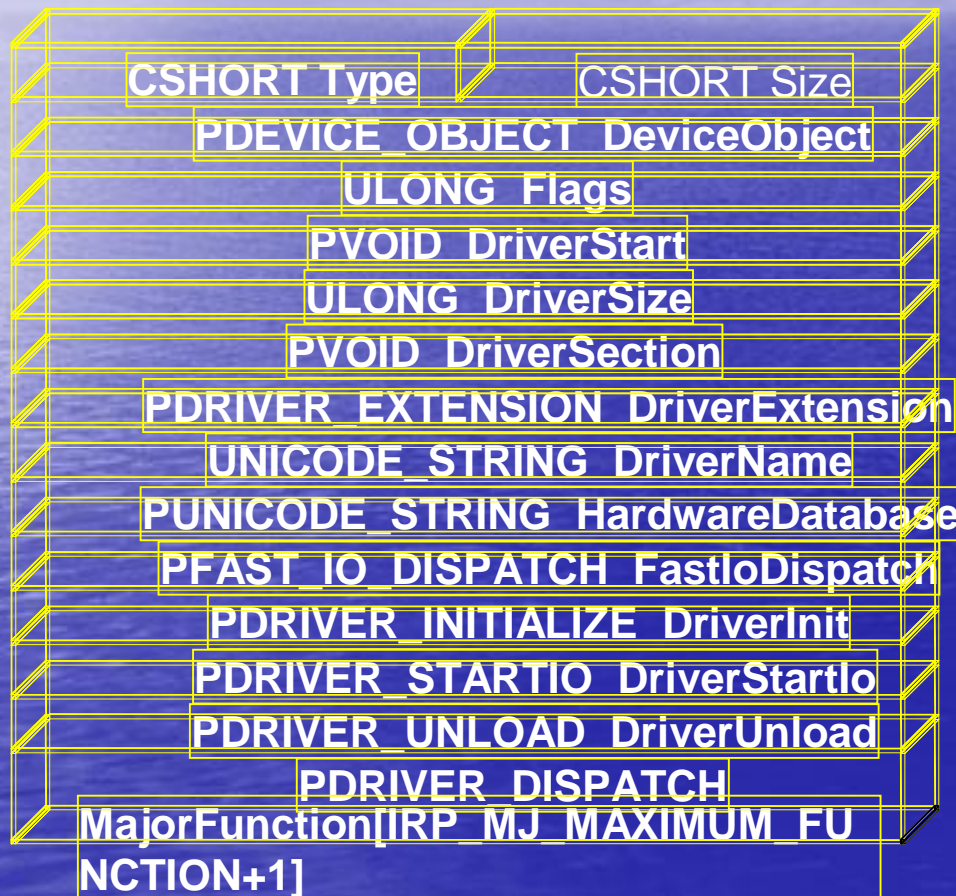 CSHORT Type CSHORT Size
PDEVICE_OBJECT DeviceObject
ULONG Flags
PVOID DriverStart
ULONG DriverSize
PVOID DriverSection
PDRIVER_EXTENSION DriverExtension
UNICODE_STRING DriverName
PUNICODE_STRING HardwareDatabase
PFAST_IO_DISPATCH FastIoDispatch
PDRIVER_INITIALIZE DriverInit
PDRIVER_STARTIO DriverStartIo
PDRIVER_UNLOAD DriverUnload
PDRIVER_DISPATCH
MajorFunction[IRP_MJ_MAXIMUM_FU
NCTION+1]